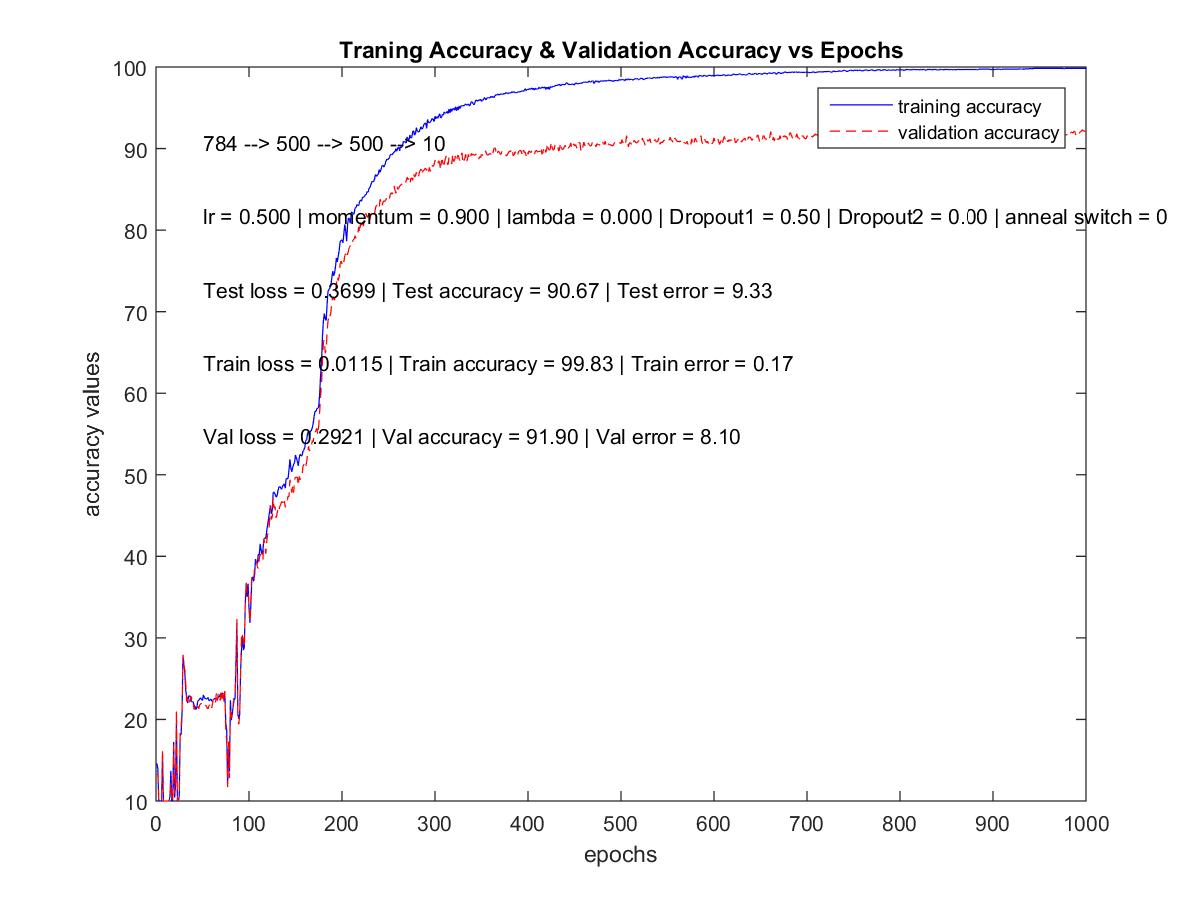 Traning Accuracy & Validation Accuracy vs Epochs
100
90
80
70
60
50
40
30
20
10
accuracy values
training accuracy
validation accuracy
784 --> 500 --> 500 --> 10
lr = 0.500 | momentum = 0.900 | lambda = 0.000 | Dropout1 = 0.50 | Dropout2 = 0.00 | anneal switch = 0
Test loss = 0.3699 | Test accuracy = 90.67 | Test error = 9.33
Train loss = 0.0115 | Train accuracy = 99.83 | Train error = 0.17
Val loss = 0.2921 | Val accuracy = 91.90 | Val error = 8.10
0 100 200 300 400 500 600 700 800 900 1000
epochs